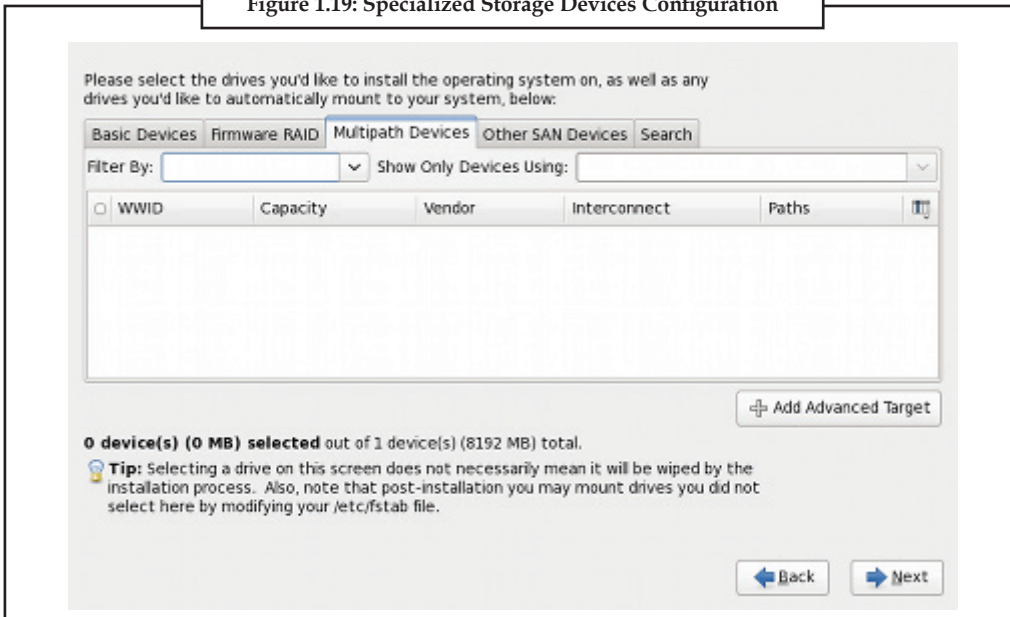 Figure 1.19: Specialized Storage Devices Configuration
Please select the drives you'd like to install the operating system on, as well as any
drives you'd like to automatically mount to your system, below:
Basic Devices Firmware RAID Multipath Devices Other SAN Devices Search
Filter By: Show Only Devices Using:
WWID Capacity Vendor Interconnect Paths
Add Advanced Target
0 device(s) (0 MB) selected out of 1 device(s) (8192 MB) total.
Tip: Selecting a drive on this screen does not necessarily mean it will be wiped by the
installation process. Also, note that post-installation you may mount drives you did not
select here by modifying your /etc/fstab file.
Back Next